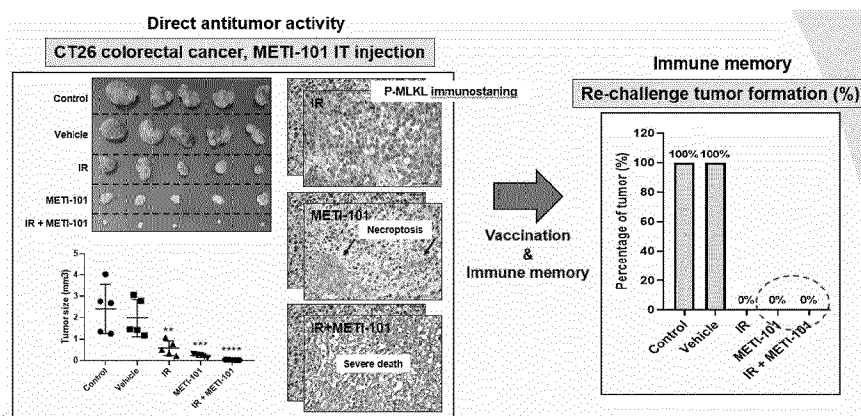 Direct antitumor activity
CT26 colorectal cancer, METI-101 IT injection
Control
Vehicle
IR
METI-101
IR + METI-101
P-MLKL immunostaning
IR
METI-101
Necroptosis
IR+METI-101
Severe death
Tumor size (mm3)
5
4
3
2
1
0
**
***
****
Control
Vehicle
IR
METI-101
IR + METI-101
Vaccination
&
Immune memory
Immune memory
Re-challenge tumor formation (%)
Percentage of tumor (%)
120
100
80
60
40
20
0
100%
100%
0%
0%
0%
Control
Vehicle
IR
METI-101
IR + METI-101